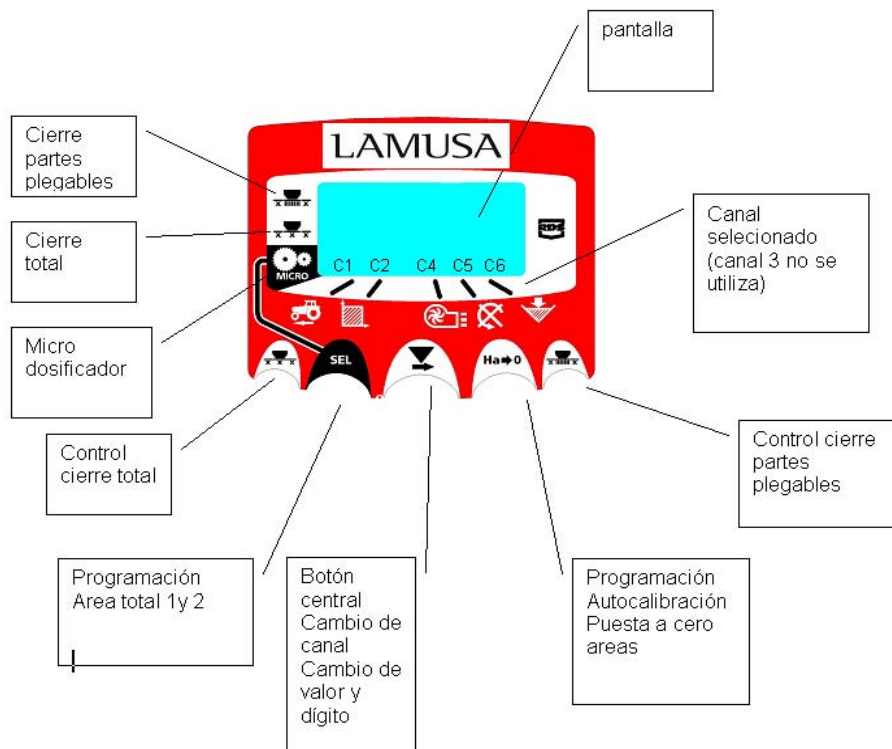 pantalla
Cierre
partes
plegables
LAMUSA
Cierre
total
RDS
Canal
selecionado
(canal 3 no se
utiliza)
MICRO
C1 C2 C4 C5 C6
Micro
dosificador
SEL
Ha➡0
Control
cierre total
Control cierre
partes
plegables
Programación
Area total 1y 2
Botón
central
Cambio de
canal
Cambio de
valor y
dígito
Programación
Autocalibración
Puesta a cero
areas